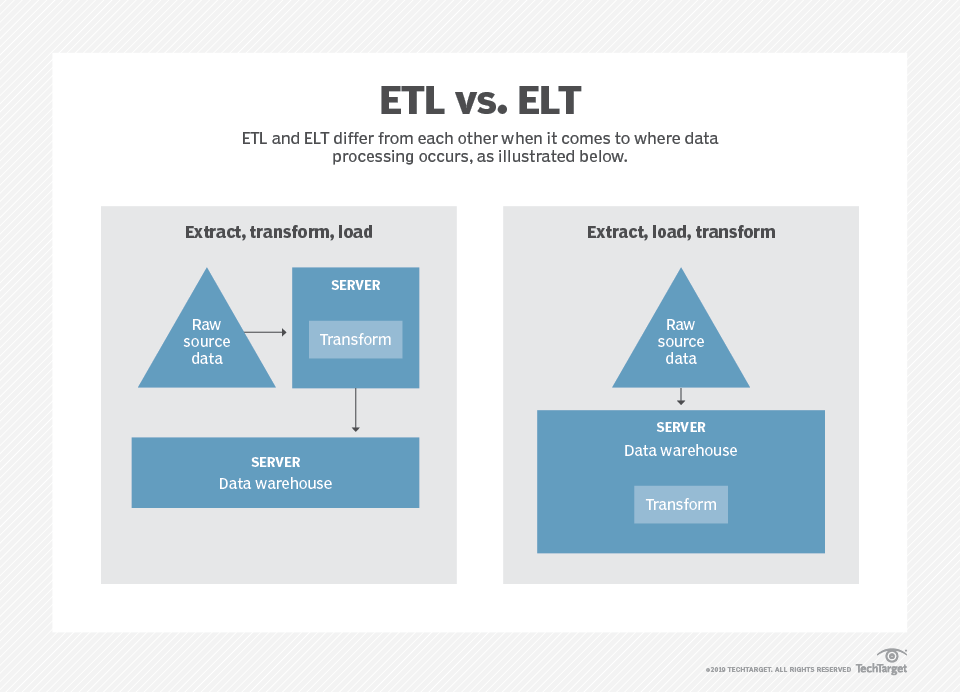 ETL vs. ELT
ETL and ELT differ from each other when it comes to where data
processing occurs, as illustrated below.
Extract, transform, load
Raw
source
data
SERVER
Transform
SERVER
Data warehouse
Extract, load, transform
Raw
source
data
SERVER
Data warehouse
Transform
©2019 TECHTARGET. ALL RIGHTS RESERVED TechTarget